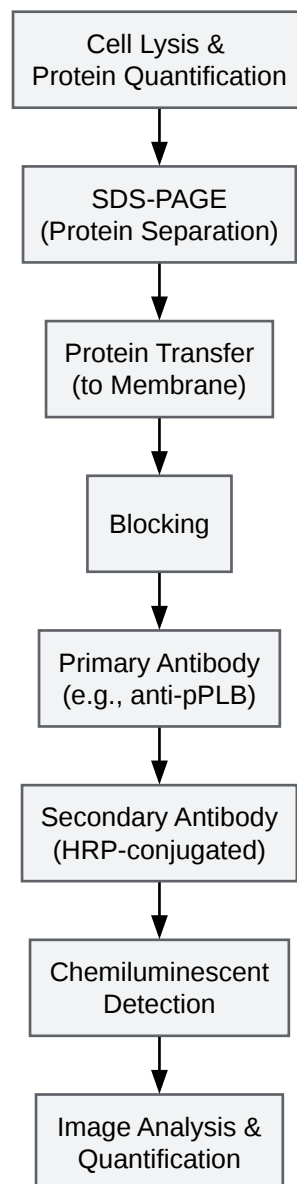 Cell Lysis &
Protein Quantification
SDS-PAGE
(Protein Separation)
Protein Transfer
(to Membrane)
Blocking
Primary Antibody
(e.g., anti-pPLB)
Secondary Antibody
(HRP-conjugated)
Chemiluminescent
Detection
Image Analysis &
Quantification